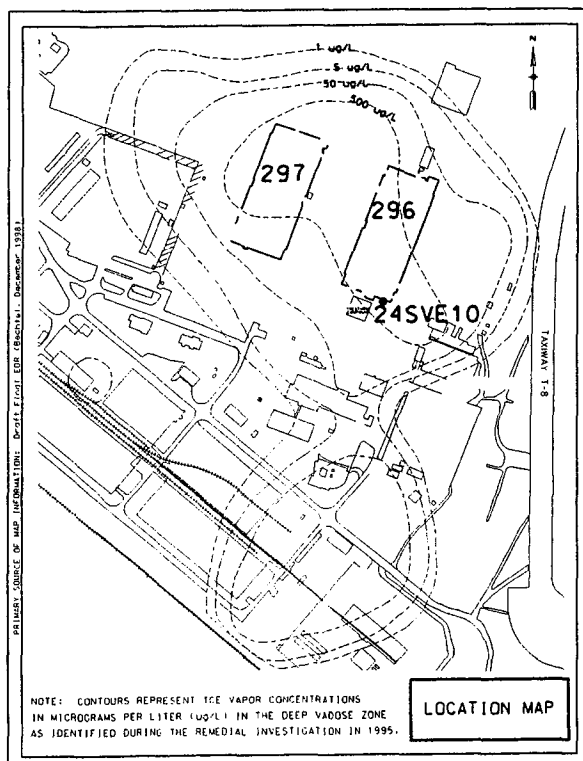 1 ug/L
5 ug/L
50 ug/L
500 ug/L
N
297
296
24SVE10
TAXIWAY T-8
PRIMARY SOURCE OF MAP INFORMATION: Draft Final EDR (Bechtel, December 1998)
NOTE: CONTOURS REPRESENT TCE VAPOR CONCENTRATIONS
IN MICROGRAMS PER LITER (ug/L) IN THE DEEP VADOSE ZONE
AS IDENTIFIED DURING THE REMEDIAL INVESTIGATION IN 1995.
LOCATION MAP